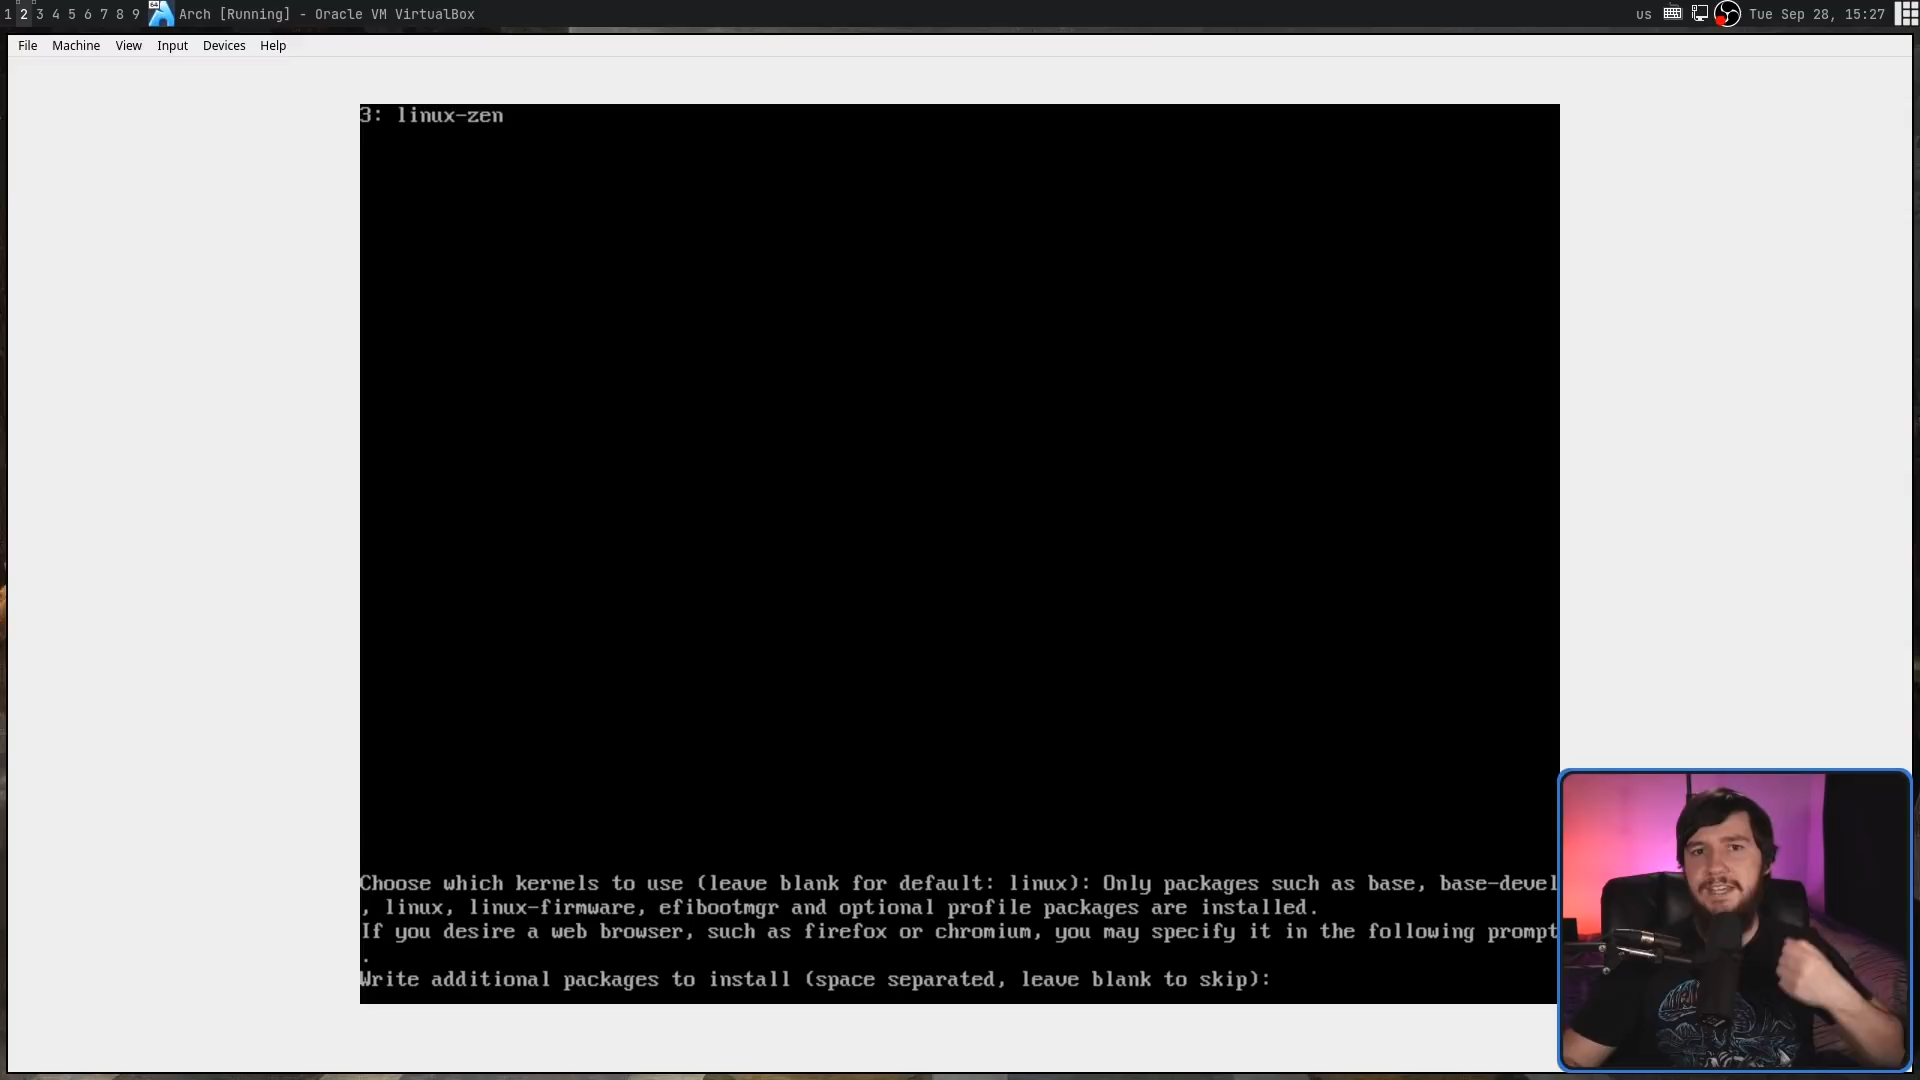 1 2 3 4 5 6 7 8 9 64 Arch [Running] - Oracle VM VirtualBox
us Tue Sep 28, 15:27
File Machine View Input Devices Help
3: linux-zen
Choose which kernels to use (leave blank for default: linux): Only packages such as base, base-devel
, linux, linux-firmware, efibootmgr and optional profile packages are installed.
If you desire a web browser, such as firefox or chromium, you may specify it in the following prompt
.
Write additional packages to install (space separated, leave blank to skip):